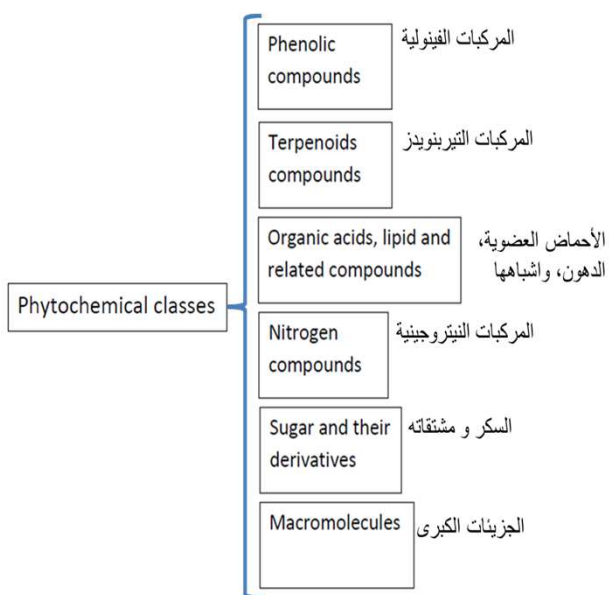 Phytochemical classes
Phenolic
compounds
المركبات الفينولية
Terpenoids
compounds
المركبات التيربنويدز
Organic acids, lipid and
related compounds
الأحماض العضوية،
الدهون، واشباهها
Nitrogen
compounds
المركبات النيتروجينية
Sugar and their
derivatives
السكر و مشتقاته
Macromolecules
الجزيئات الكبرى